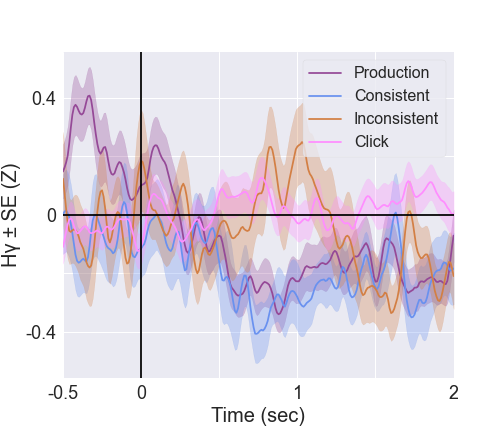 Production
Consistent
Inconsistent
Click
0.4
0
-0.4
Hγ ± SE (Z)
-0.5 0 1 2
Time (sec)